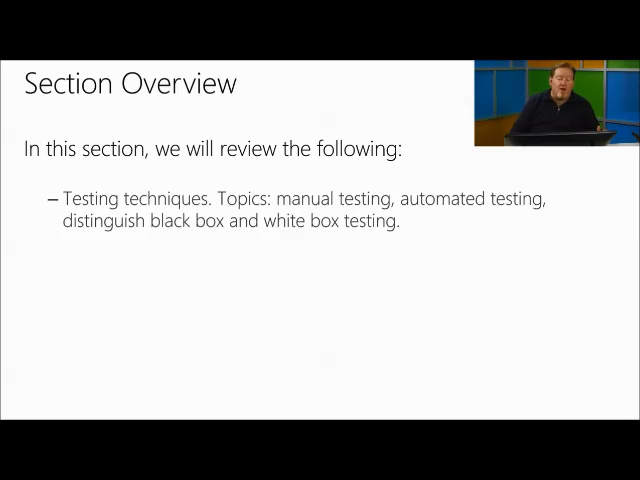 Section Overview
In this section, we will review the following:
– Testing techniques. Topics: manual testing, automated testing,
distinguish black box and white box testing.